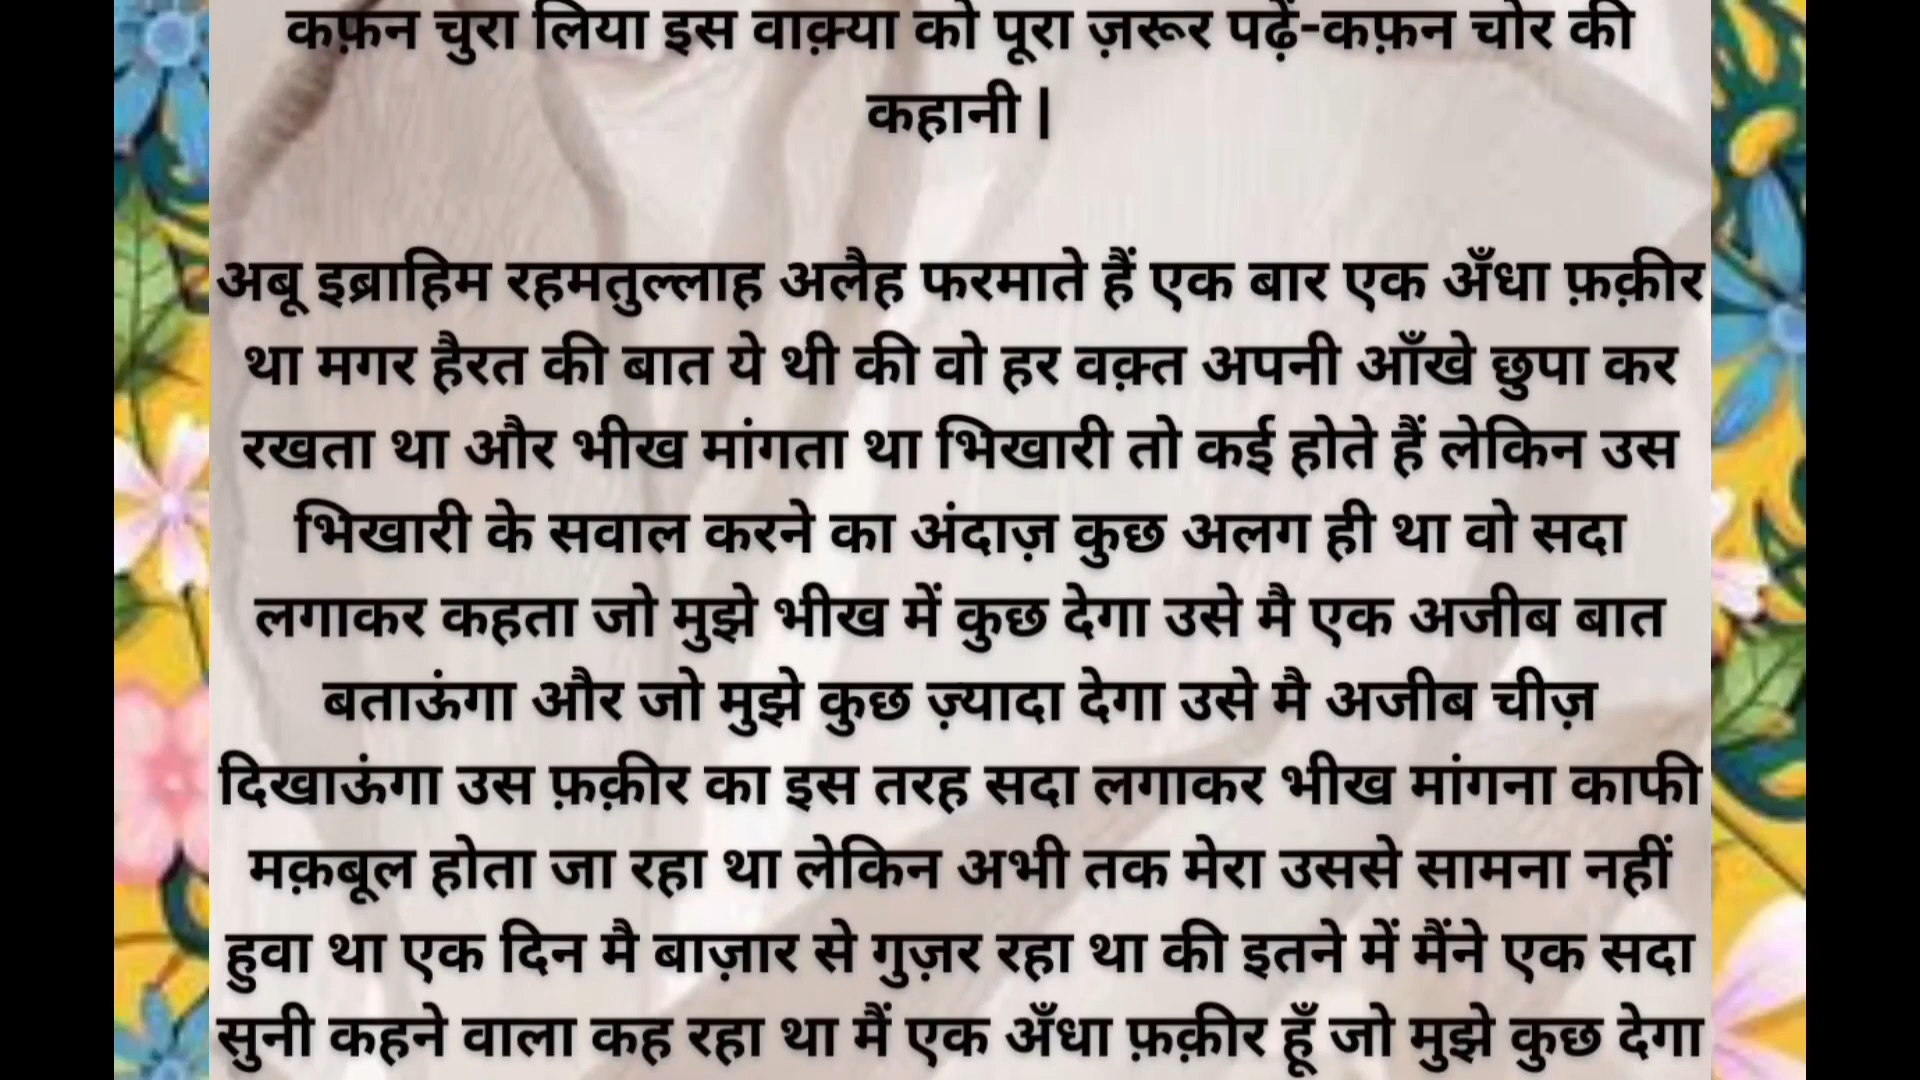 कफ़न चुरा लिया इस वाक़्या को पूरा ज़रूर पढ़ें-कफ़न चोर की
कहानी |
अबू इब्राहिम रहमतुल्लाह अलैह फरमाते हैं एक बार एक अँधा फ़क़ीर
था मगर हैरत की बात ये थी की वो हर वक़्त अपनी आँखे छुपा कर
रखता था और भीख मांगता था भिखारी तो कई होते हैं लेकिन उस
भिखारी के सवाल करने का अंदाज़ कुछ अलग ही था वो सदा
लगाकर कहता जो मुझे भीख में कुछ देगा उसे मै एक अजीब बात
बताऊंगा और जो मुझे कुछ ज़्यादा देगा उसे मै अजीब चीज़
दिखाऊंगा उस फ़क़ीर का इस तरह सदा लगाकर भीख मांगना काफी
मक़बूल होता जा रहा था लेकिन अभी तक मेरा उससे सामना नहीं
हुवा था एक दिन मै बाज़ार से गुज़र रहा था की इतने में मैंने एक सदा
सुनी कहने वाला कह रहा था मैं एक अँधा फ़क़ीर हूँ जो मुझे कुछ देगा